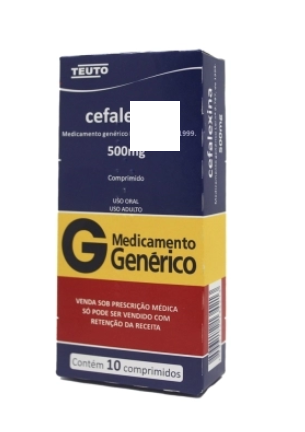 TEUTO
cefale
Medicamento genérico 1999.
500mg
Comprimido
USO ORAL
USO ADULTO
G Medicamento
Genérico
VENDA SOB PRESCRIÇÃO MÉDICA
SÓ PODE SER VENDIDO COM
RETENÇÃO DA RECEITA
Contém 10 comprimidos
cefalexina
500mg